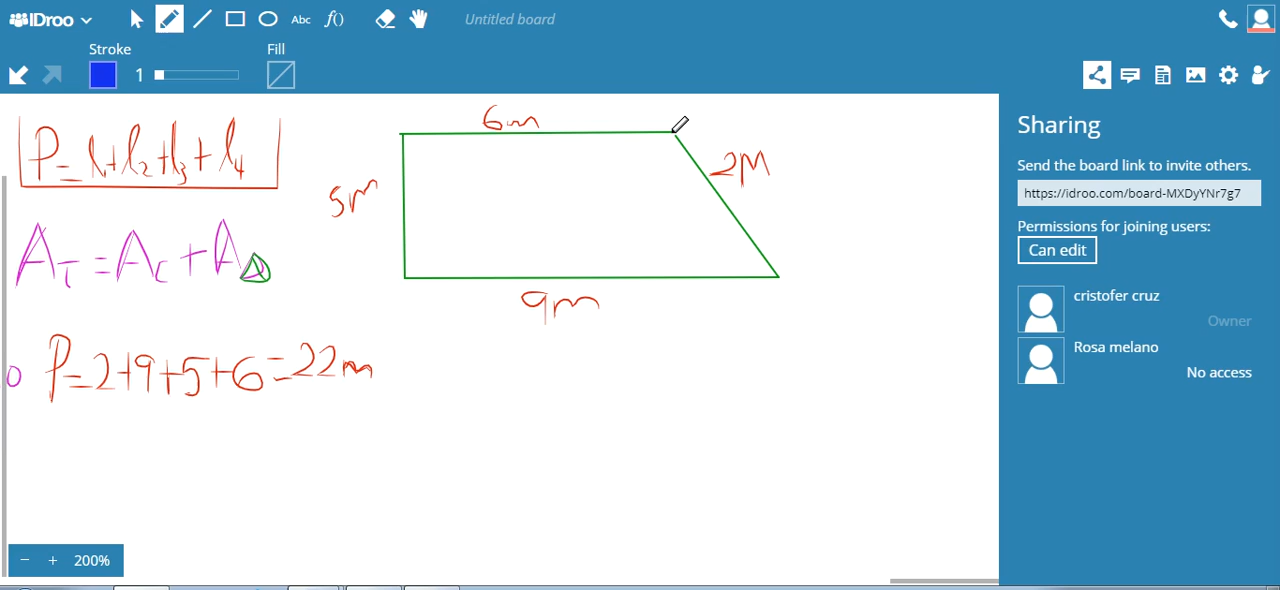 IDroo
Abc
f()
Untitled board
Stroke
Fill
1
Sharing
Send the board link to invite others.
https://idroo.com/board-MXDyYNr7g7
Permissions for joining users:
Can edit
cristofer cruz
Owner
Rosa melano
No access
P=l1+l2+l3+l4
6m
2M
5m
9m
AT=AC+A△
0
P=2+9+5+6=22m
− + 200%